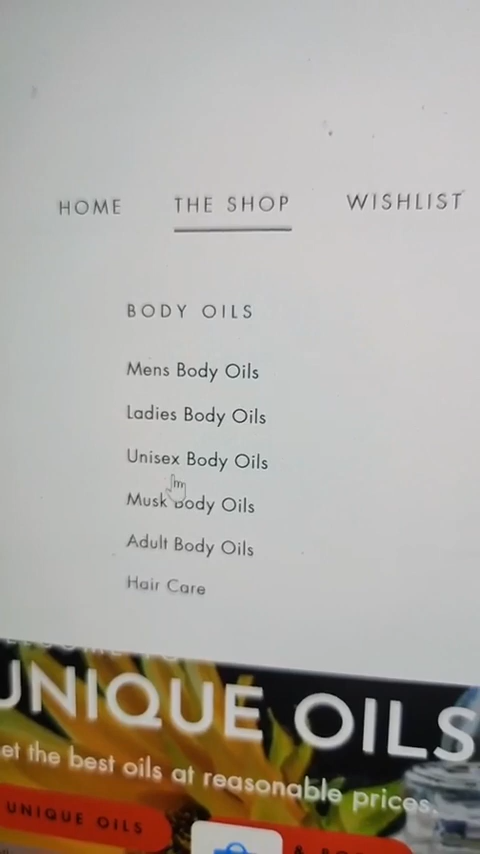 HOME THE SHOP WISHLIST
BODY OILS
Mens Body Oils
Ladies Body Oils
Unisex Body Oils
Musk Body Oils
Adult Body Oils
Hair Care
UNIQUE OILS
et the best oils at reasonable prices.
UNIQUE OILS
&